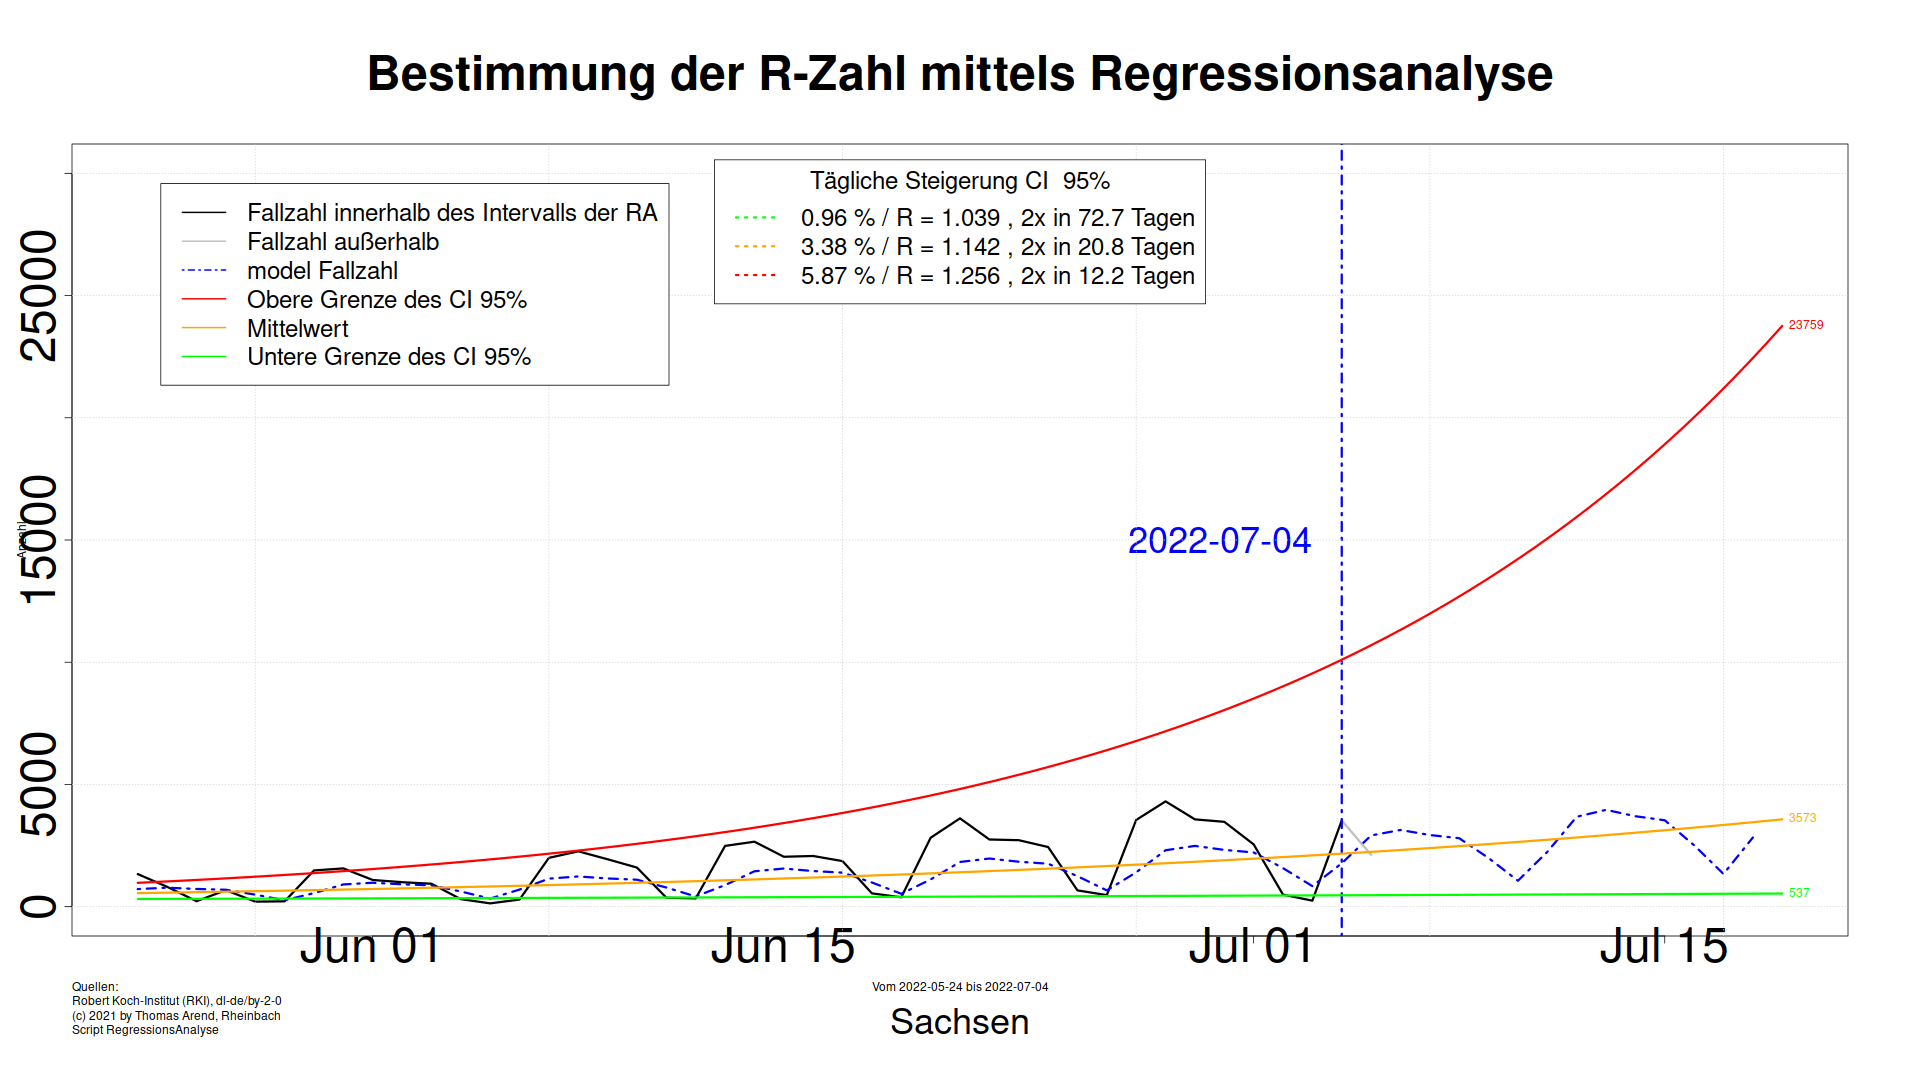 Bestimmung der R-Zahl mittels Regressionsanalyse
Fallzahl innerhalb des Intervalls der RA
Fallzahl außerhalb
model Fallzahl
Obere Grenze des CI 95%
Mittelwert
Untere Grenze des CI 95%
Tägliche Steigerung CI 95%
0.96 % / R = 1.039 , 2x in 72.7 Tagen
3.38 % / R = 1.142 , 2x in 20.8 Tagen
5.87 % / R = 1.256 , 2x in 12.2 Tagen
25000
15000
5000
0
Anzahl
2022-07-04
23759
3573
537
Jun 01
Jun 15
Jul 01
Jul 15
Quellen:
Robert Koch-Institut (RKI), dl-de/by-2-0
(c) 2021 by Thomas Arend, Rheinbach
Script RegressionsAnalyse
Vom 2022-05-24 bis 2022-07-04
Sachsen